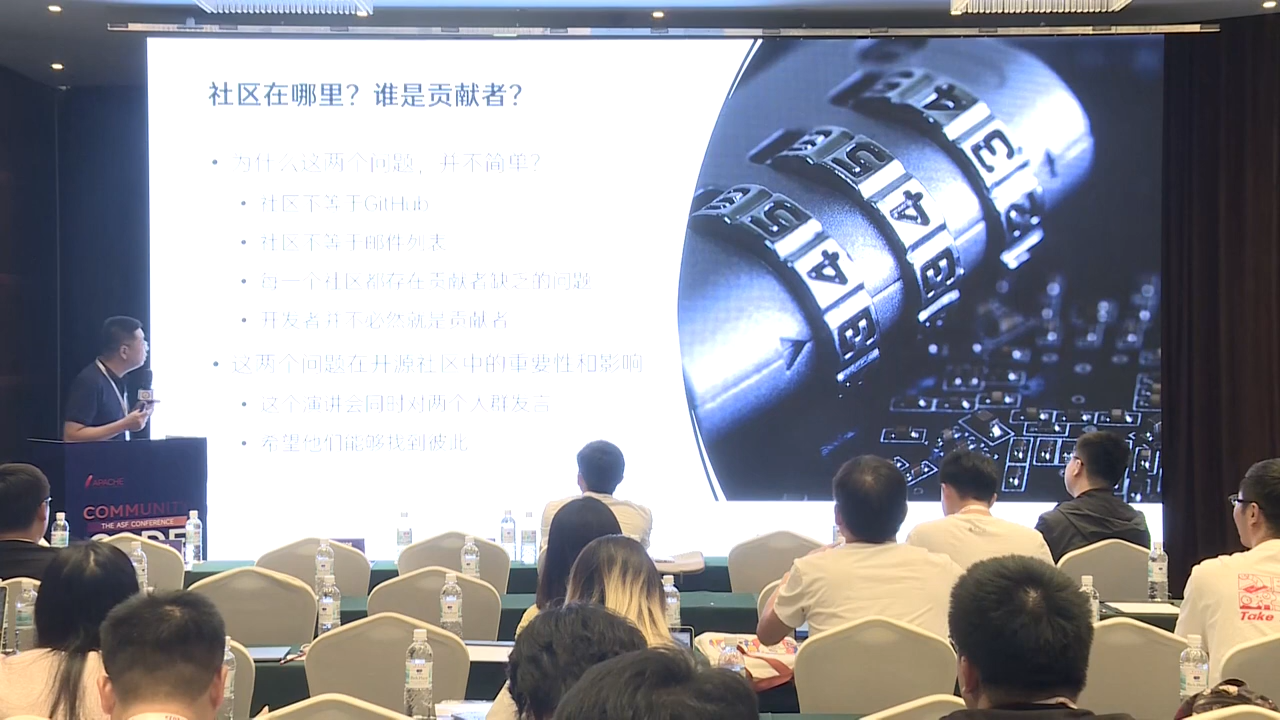 社区在哪里？谁是贡献者？
为什么这两个问题，并不简单？
社区不等于GitHub
社区不等于邮件列表
每一个社区都存在贡献者缺乏的问题
开发者并不必然就是贡献者
这两个问题在开源社区中的重要性和影响
这个演讲会同时对两个人群发言
希望他们能够找到彼此
APACHE
COMMUNITY
THE ASF CONFERENCE
Take